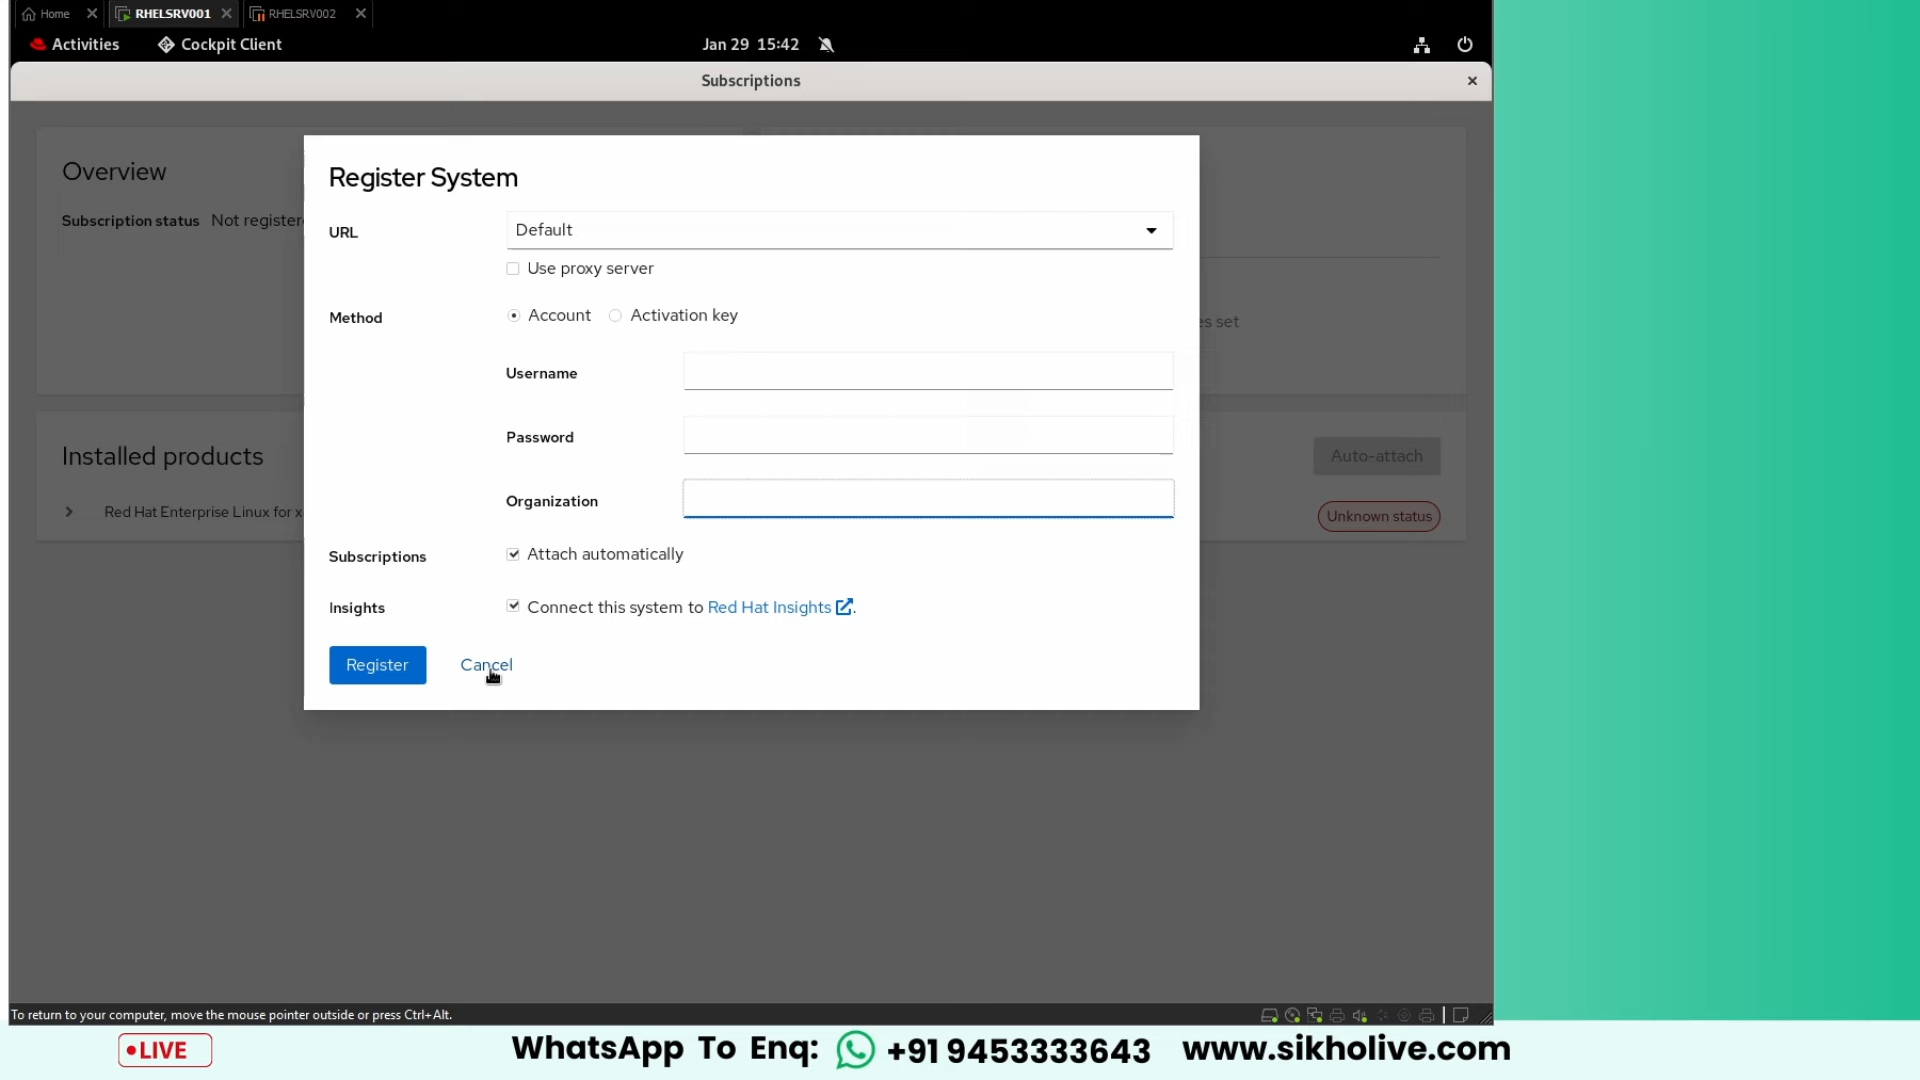 Home RHELSRV001 RHELSRV002
Activities Cockpit Client Jan 29 15:42
Subscriptions
Overview
Subscription status Not register
Register System
URL Default
Use proxy server
Method Account Activation key
es set
Username
Password
Installed products
Auto-attach
Organization
Red Hat Enterprise Linux for x
Unknown status
Subscriptions Attach automatically
Insights Connect this system to Red Hat Insights .
Register Cancel
To return to your computer, move the mouse pointer outside or press Ctrl+Alt.
•LIVE WhatsApp To Enq: +91 9453333643 www.sikholive.com